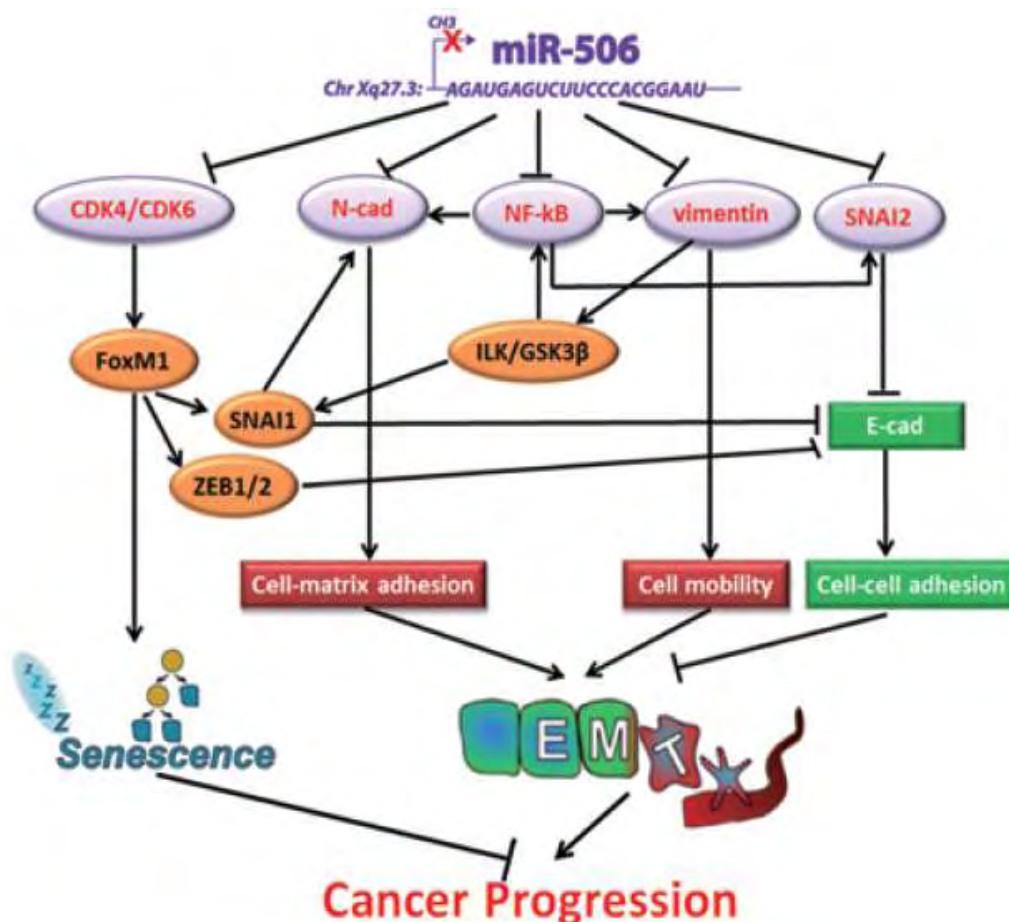 CH3
X
miR-506
Chr Xq27.3: AGAUGAGUCUUCCCACGGAAU
CDK4/CDK6
N-cad
NF-kB
vimentin
SNAI2
FoxM1
ILK/GSK3β
SNAI1
E-cad
ZEB1/2
Cell-matrix adhesion
Cell mobility
Cell-cell adhesion
z z z z z z
Senescence
E M T
Cancer Progression